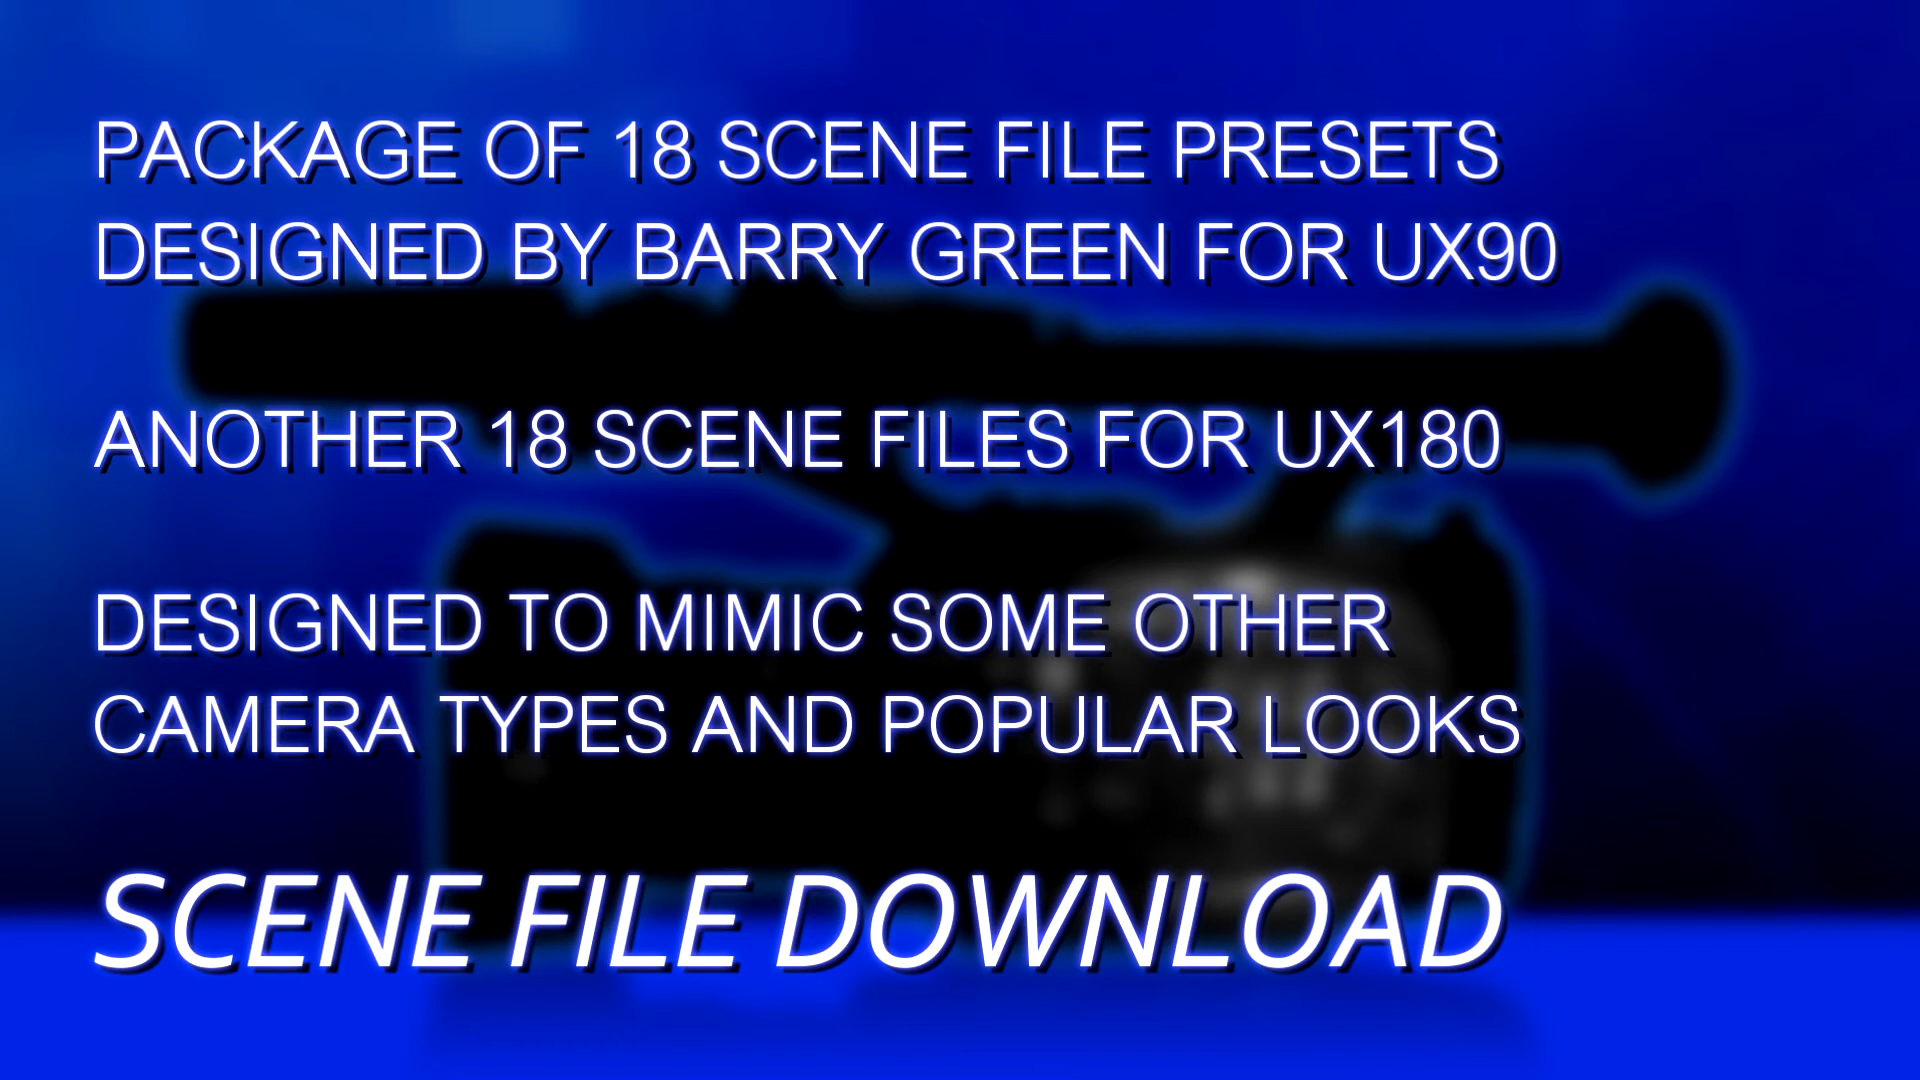 PACKAGE OF 18 SCENE FILE PRESETS
DESIGNED BY BARRY GREEN FOR UX90
ANOTHER 18 SCENE FILES FOR UX180
DESIGNED TO MIMIC SOME OTHER
CAMERA TYPES AND POPULAR LOOKS
SCENE FILE DOWNLOAD